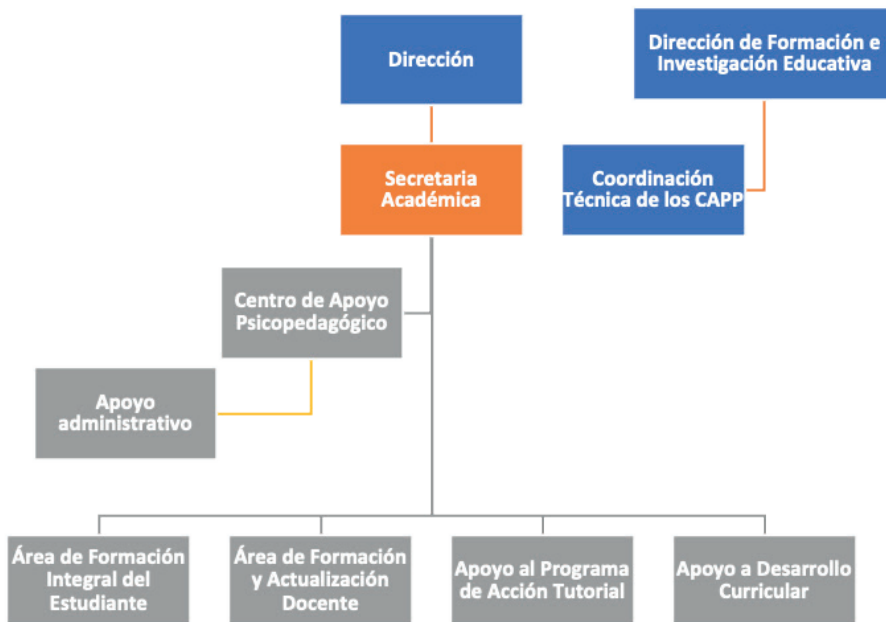 Dirección
Dirección de Formación e
Investigación Educativa
Secretaria
Académica
Coordinación
Técnica de los CAPP
Centro de Apoyo
Psicopedagógico
Apoyo
administrativo
Área de Formación
Integral del
Estudiante
Área de Formación
y Actualización
Docente
Apoyo al Programa
de Acción Tutorial
Apoyo a Desarrollo
Curricular